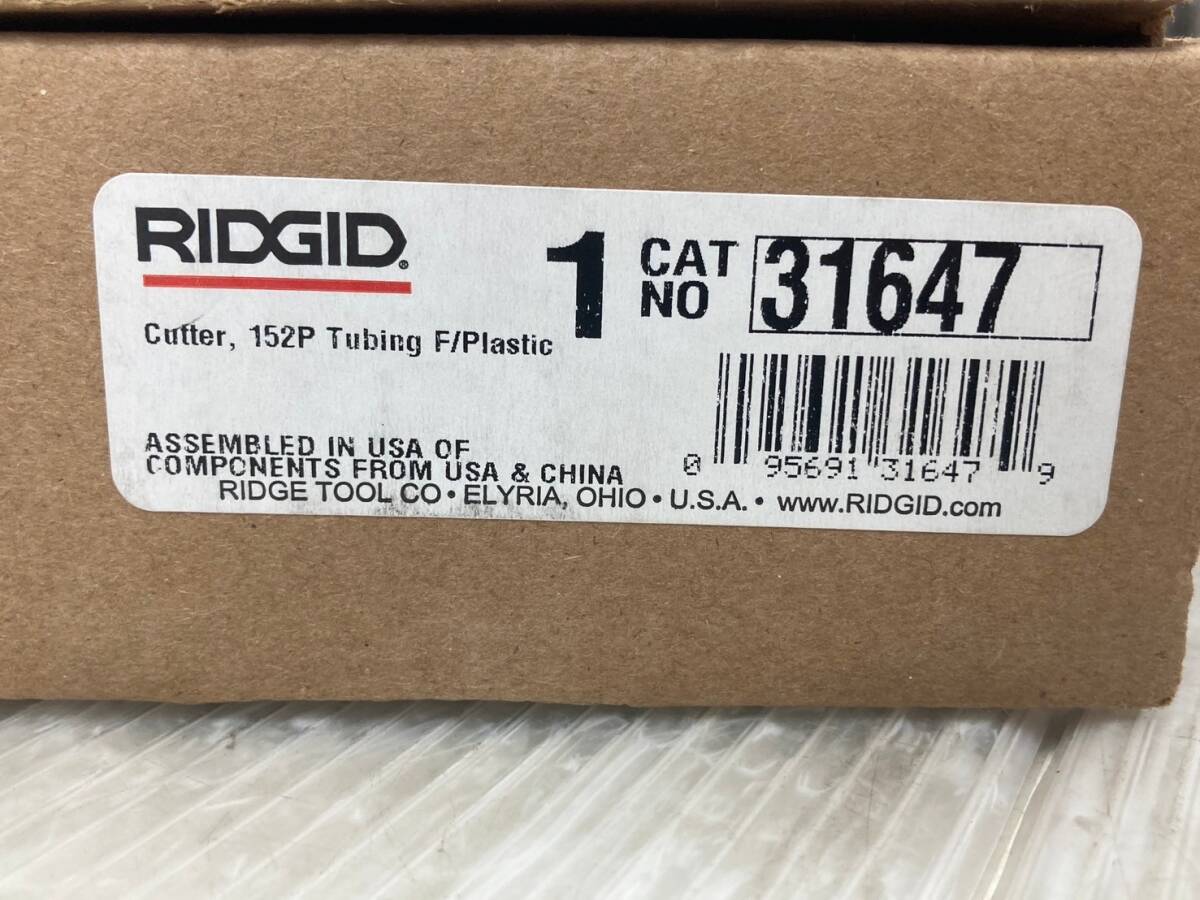 RIDGID®
1
CAT NO
31647
Cutter, 152P Tubing F/Plastic
ASSEMBLED IN USA OF
COMPONENTS FROM USA & CHINA
0 95691 31647 9
RIDGE TOOL CO • ELYRIA, OHIO • U.S.A. • www.RIDGID.com